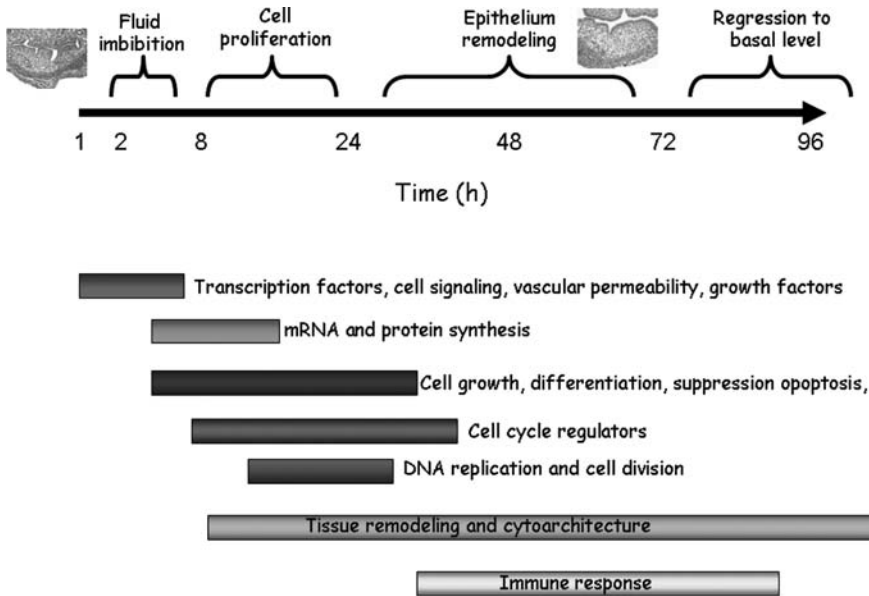 Fluid
imbibition
Cell
proliferation
Epithelium
remodeling
Regression to
basal level
1 2 8 24 48 72 96
Time (h)
Transcription factors, cell signaling, vascular permeability, growth factors
mRNA and protein synthesis
Cell growth, differentiation, suppression opoptosis,
Cell cycle regulators
DNA replication and cell division
Tissue remodeling and cytoarchitecture
Immune response